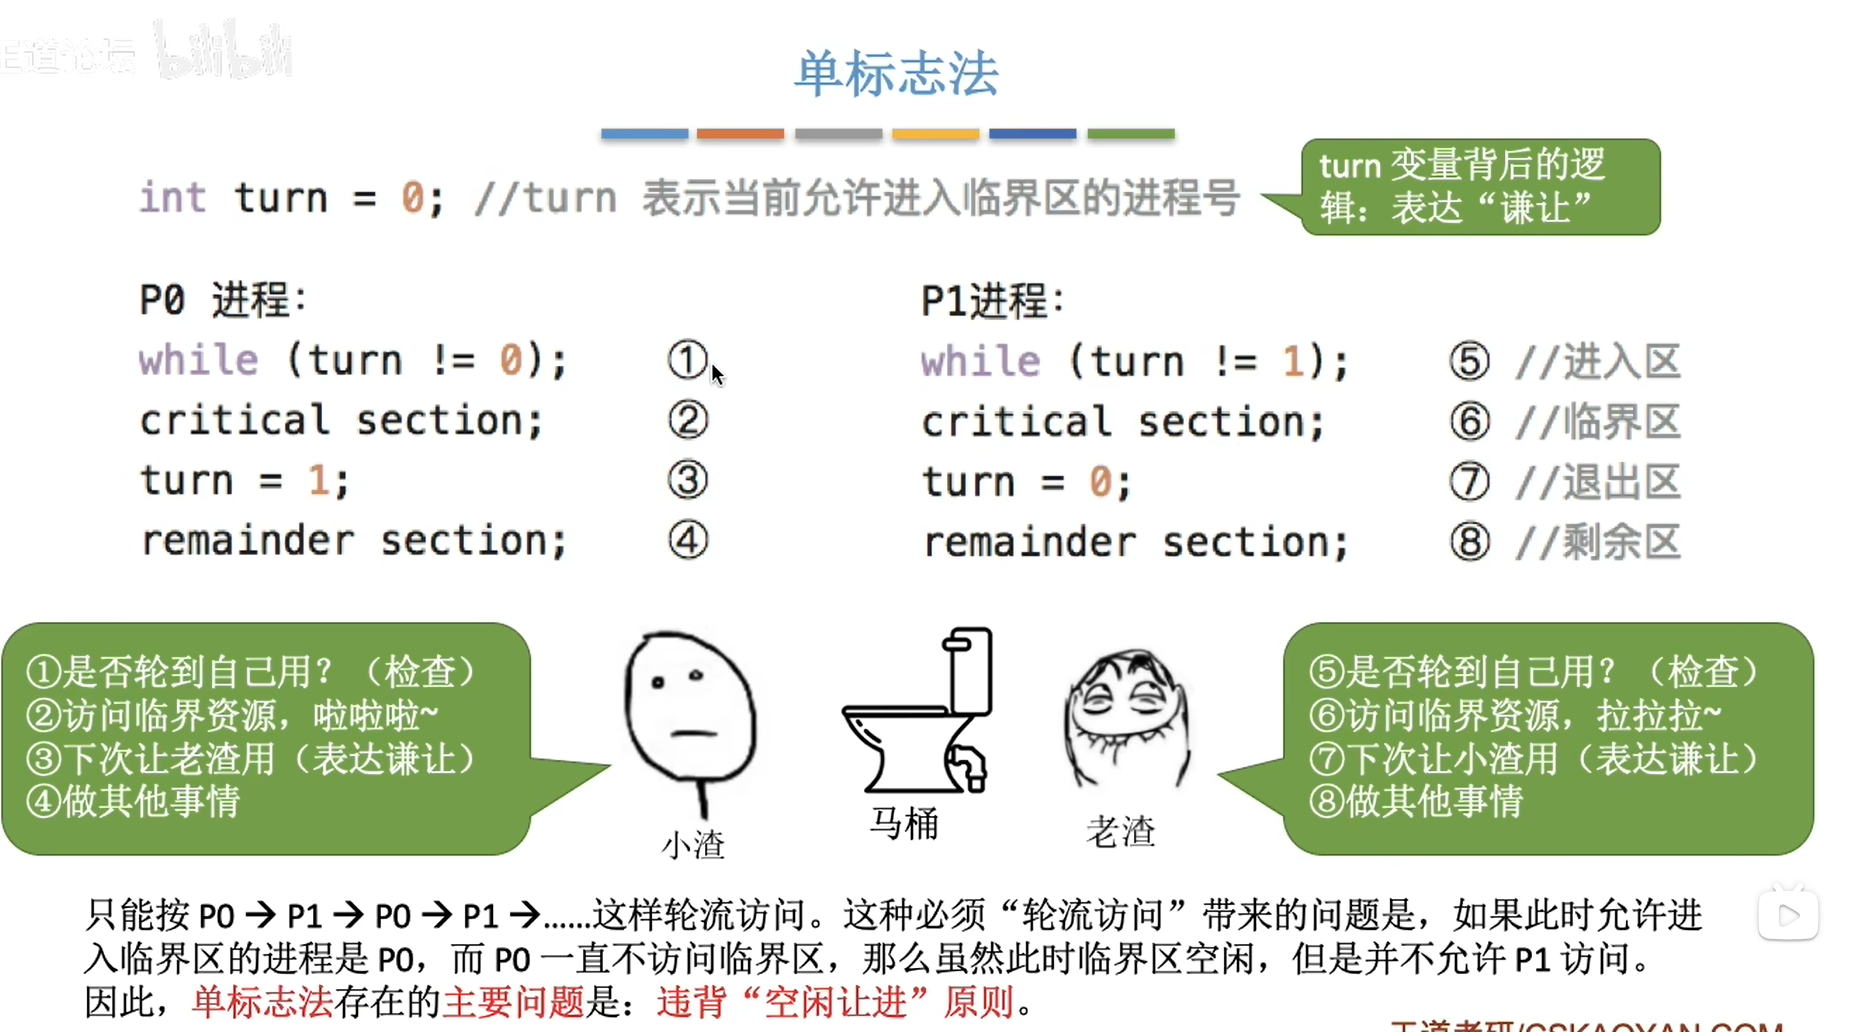 王道论坛 bilibili
单标志法
int turn = 0; //turn 表示当前允许进入临界区的进程号
turn 变量背后的逻
辑：表达“谦让”
P0 进程：
while (turn != 0); ①
critical section; ②
turn = 1; ③
remainder section; ④
P1进程：
while (turn != 1); ⑤ //进入区
critical section; ⑥ //临界区
turn = 0; ⑦ //退出区
remainder section; ⑧ //剩余区
①是否轮到自己用？（检查）
②访问临界资源，啦啦啦~
③下次让老渣用（表达谦让）
④做其他事情
小渣
马桶
老渣
⑤是否轮到自己用？（检查）
⑥访问临界资源，拉拉拉~
⑦下次让小渣用（表达谦让）
⑧做其他事情
只能按 P0 → P1 → P0 → P1 →……这样轮流访问。这种必须“轮流访问”带来的问题是，如果此时允许进
入临界区的进程是 P0，而 P0 一直不访问临界区，那么虽然此时临界区空闲，但是并不允许 P1 访问。
因此，单标志法存在的主要问题是：违背“空闲让进”原则。
王道考研/CSKAOYAN.COM